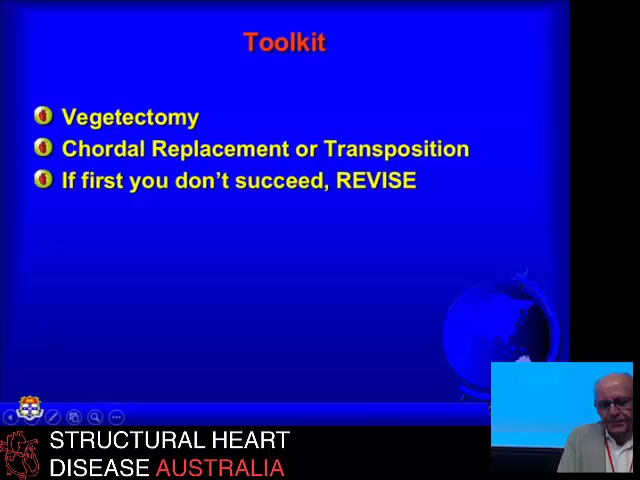 Toolkit
Vegetectomy
Chordal Replacement or Transposition
If first you don't succeed, REVISE
STRUCTURAL HEART
DISEASE AUSTRALIA